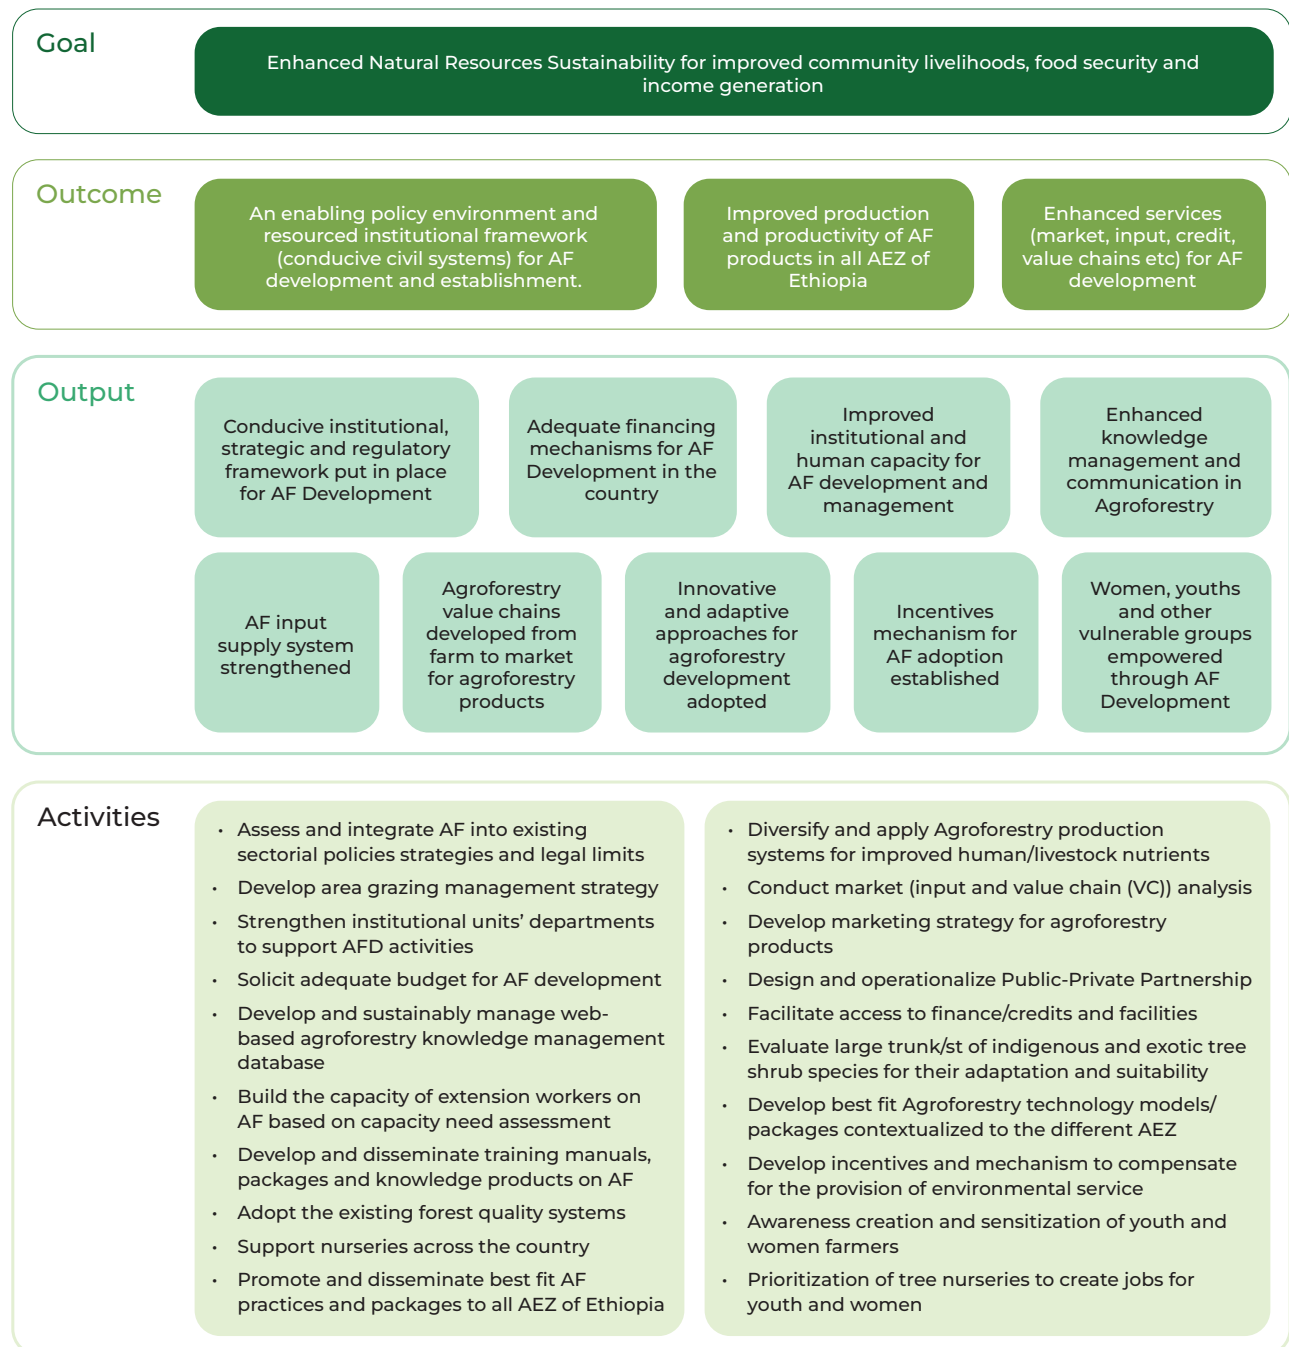 Goal
Enhanced Natural Resources Sustainability for improved community livelihoods, food security and
income generation
Outcome
An enabling policy environment and
resourced institutional framework
(conducive civil systems) for AF
development and establishment.
Improved production
and productivity of AF
products in all AEZ of
Ethiopia
Enhanced services
(market, input, credit,
value chains etc) for AF
development
Output
Conducive institutional,
strategic and regulatory
framework put in place
for AF Development
Adequate financing
mechanisms for AF
Development in the
country
Improved
institutional and
human capacity for
AF development and
management
Enhanced
knowledge
management and
communication in
Agroforestry
AF input
supply system
strengthened
Agroforestry
value chains
developed from
farm to market
for agroforestry
products
Innovative
and adaptive
approaches for
agroforestry
development
adopted
Incentives
mechanism for
AF adoption
established
Women, youths
and other
vulnerable groups
empowered
through AF
Development
Activities
• Assess and integrate AF into existing
sectorial policies strategies and legal limits
• Develop area grazing management strategy
• Strengthen institutional units’ departments
to support AFD activities
• Solicit adequate budget for AF development
• Develop and sustainably manage web-
based agroforestry knowledge management
database
• Build the capacity of extension workers on
AF based on capacity need assessment
• Develop and disseminate training manuals,
packages and knowledge products on AF
• Adopt the existing forest quality systems
• Support nurseries across the country
• Promote and disseminate best fit AF
practices and packages to all AEZ of Ethiopia
• Diversify and apply Agroforestry production
systems for improved human/livestock nutrients
• Conduct market (input and value chain (VC)) analysis
• Develop marketing strategy for agroforestry
products
• Design and operationalize Public-Private Partnership
• Facilitate access to finance/credits and facilities
• Evaluate large trunk/st of indigenous and exotic tree
shrub species for their adaptation and suitability
• Develop best fit Agroforestry technology models/
packages contextualized to the different AEZ
• Develop incentives and mechanism to compensate
for the provision of environmental service
• Awareness creation and sensitization of youth and
women farmers
• Prioritization of tree nurseries to create jobs for
youth and women